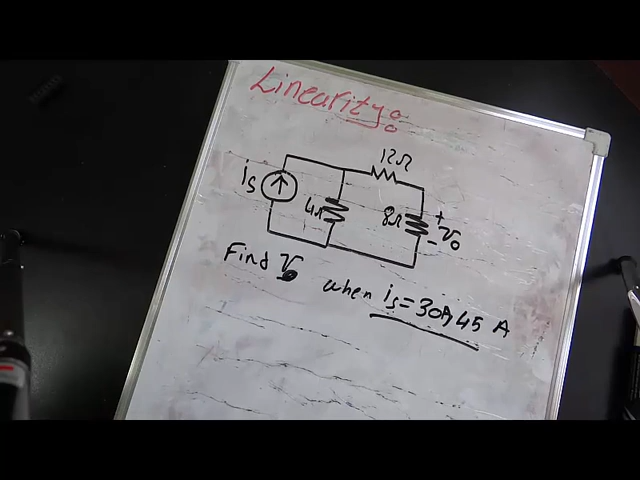 Linearity:
12Ω
is
4Ω
8Ω
+
vo
-
Find vo when is = 30A, 45 A